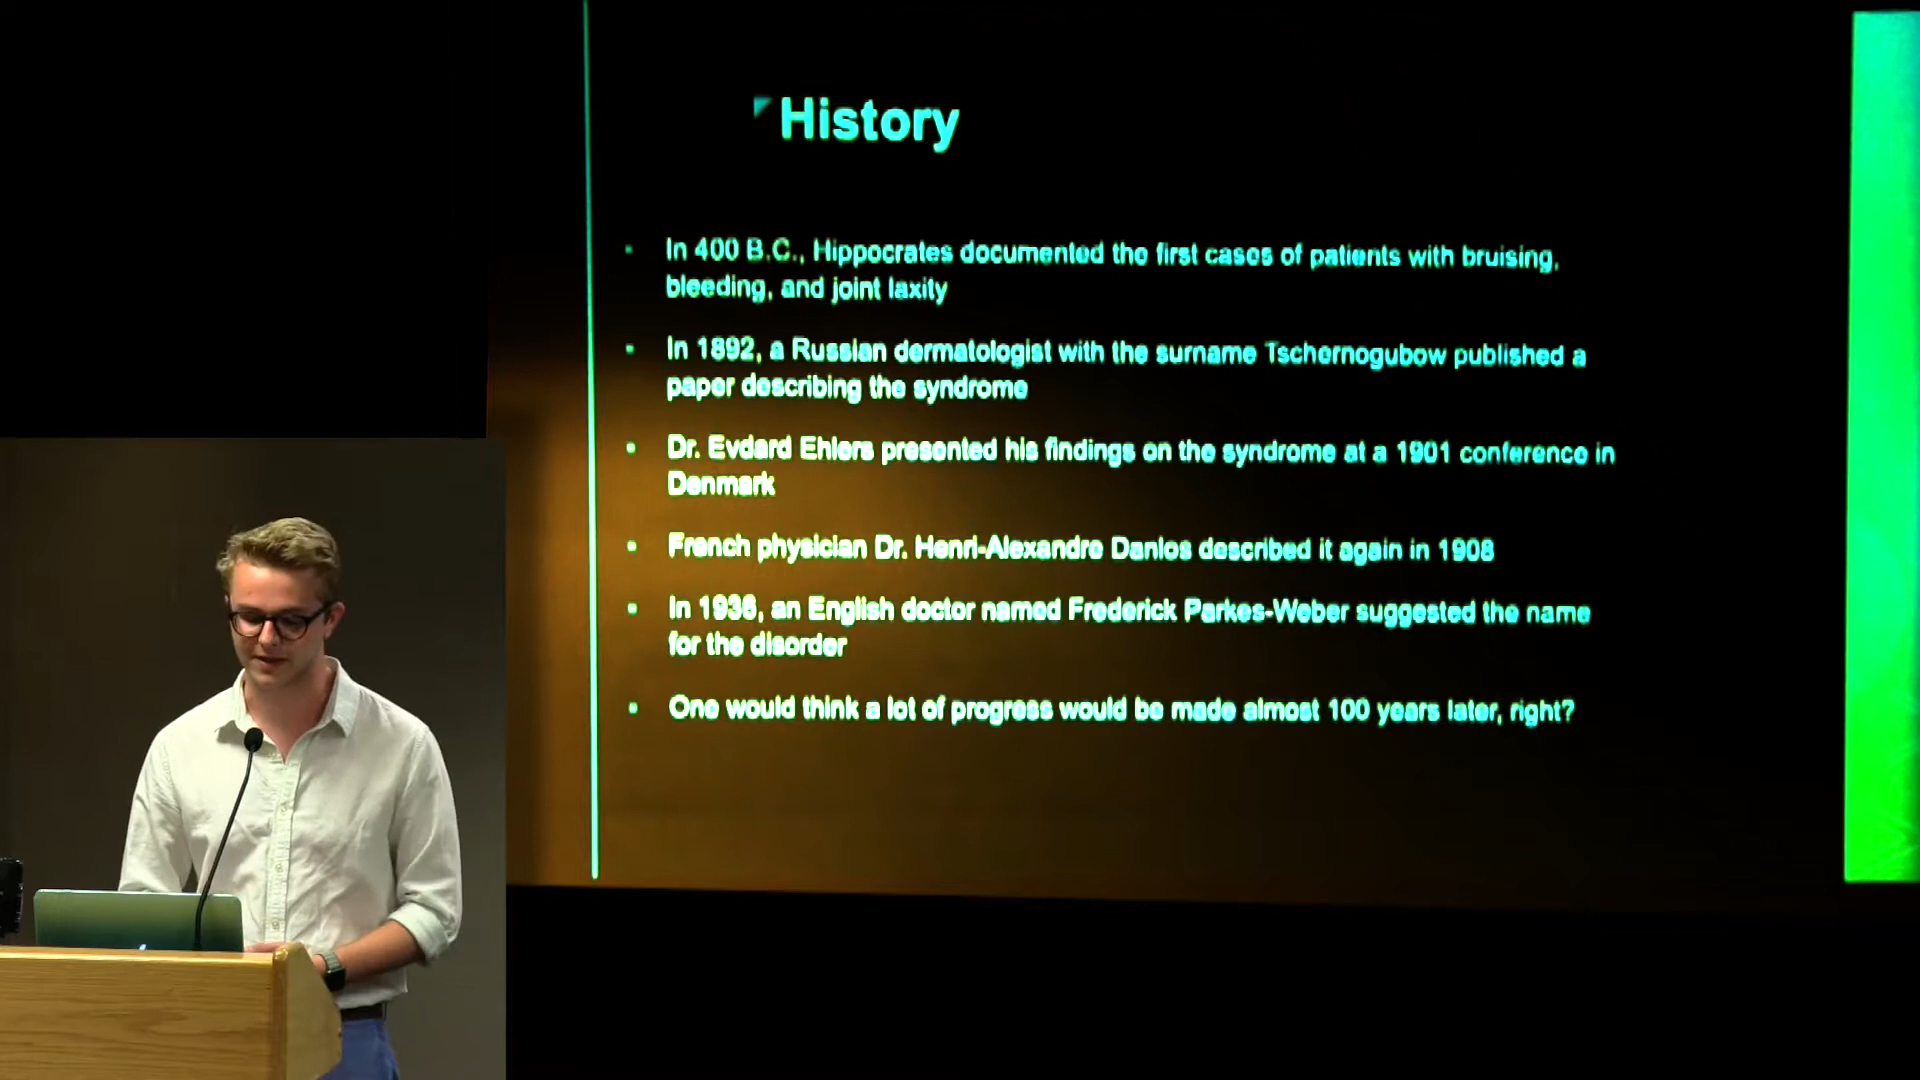 History
In 400 B.C., Hippocrates documented the first cases of patients with bruising,
bleeding, and joint laxity
In 1892, a Russian dermatologist with the surname Tschernogubow published a
paper describing the syndrome
Dr. Evdard Ehlers presented his findings on the syndrome at a 1901 conference in
Denmark
French physician Dr. Henri-Alexandre Danlos described it again in 1908
In 1936, an English doctor named Frederick Parkes-Weber suggested the name
for the disorder
One would think a lot of progress would be made almost 100 years later, right?